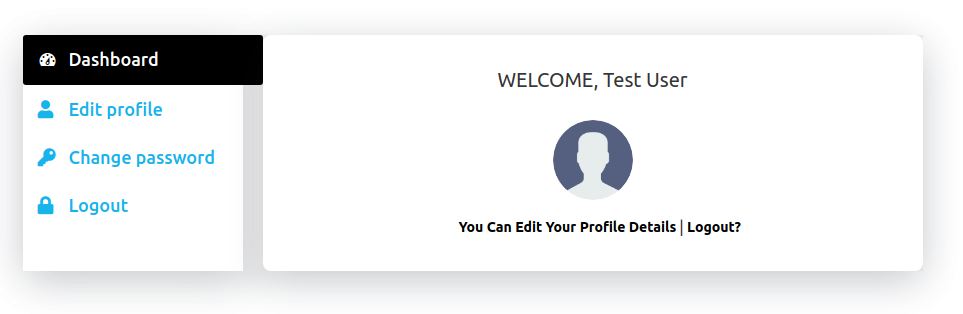 Dashboard
Edit profile
Change password
Logout
WELCOME, Test User
You Can Edit Your Profile Details | Logout?